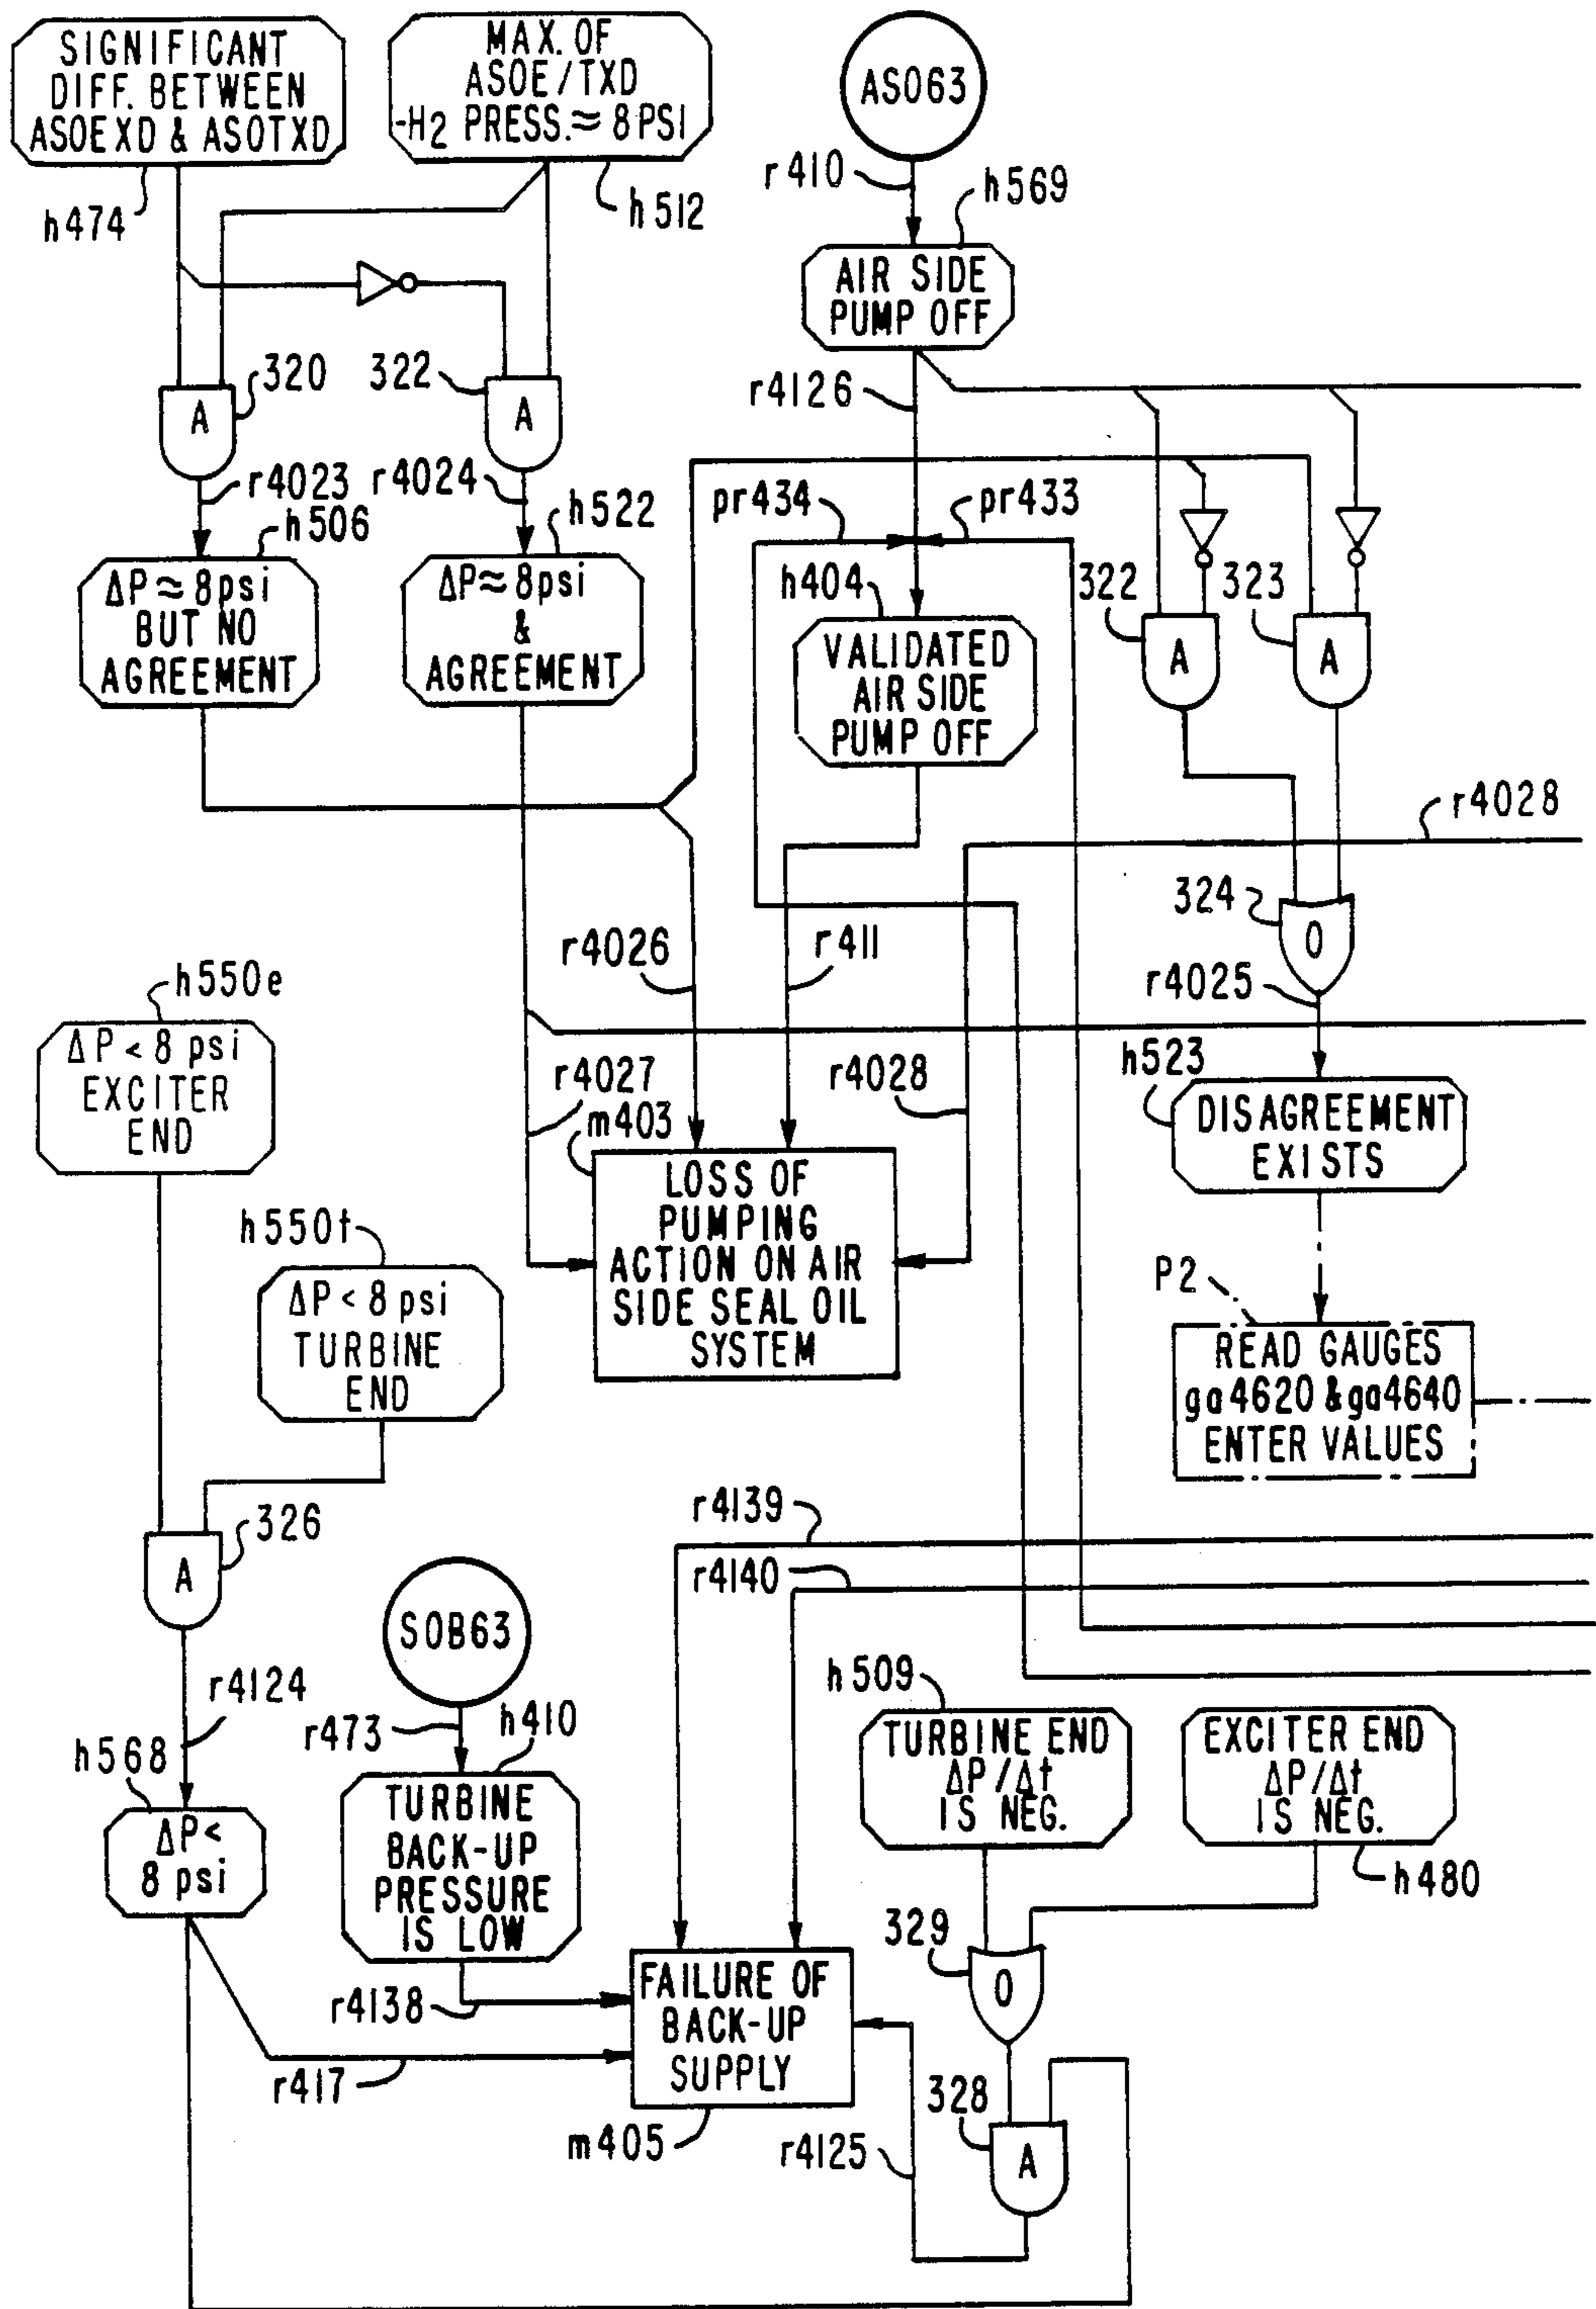 SIGNIFICANT
DIFF. BETWEEN
ASOEXD & ASOTXD
MAX. OF
ASOE/TXD
-H2 PRESS.≈ 8PSI
AS063
r410
h569
h474
h512
AIR SIDE
PUMP OFF
320
322
A
A
r4126
r4023
r4024
h506
h522
pr434
pr433
ΔP ≈ 8psi
BUT NO
AGREEMENT
ΔP≈ 8psi
&
AGREEMENT
h404
VALIDATED
AIR SIDE
PUMP OFF
322
323
A
A
r4028
324
O
r4026
r411
r4025
h550e
ΔP < 8 psi
EXCITER
END
r4027
m403
r4028
h523
DISAGREEMENT
EXISTS
LOSS OF
PUMPING
ACTION ON AIR
SIDE SEAL OIL
SYSTEM
h550t
ΔP < 8 psi
TURBINE
END
P2
READ GAUGES
ga4620 & ga4640
ENTER VALUES
326
A
r4139
r4140
SOB63
r4124
r473
h410
h568
ΔP <
8 psi
TURBINE
BACK-UP
PRESSURE
IS LOW
h509
TURBINE END
ΔP/Δt
IS NEG.
EXCITER END
ΔP/Δt
IS NEG.
h480
329
O
r4138
r417
FAILURE OF
BACK-UP
SUPPLY
m405
328
A
r4125